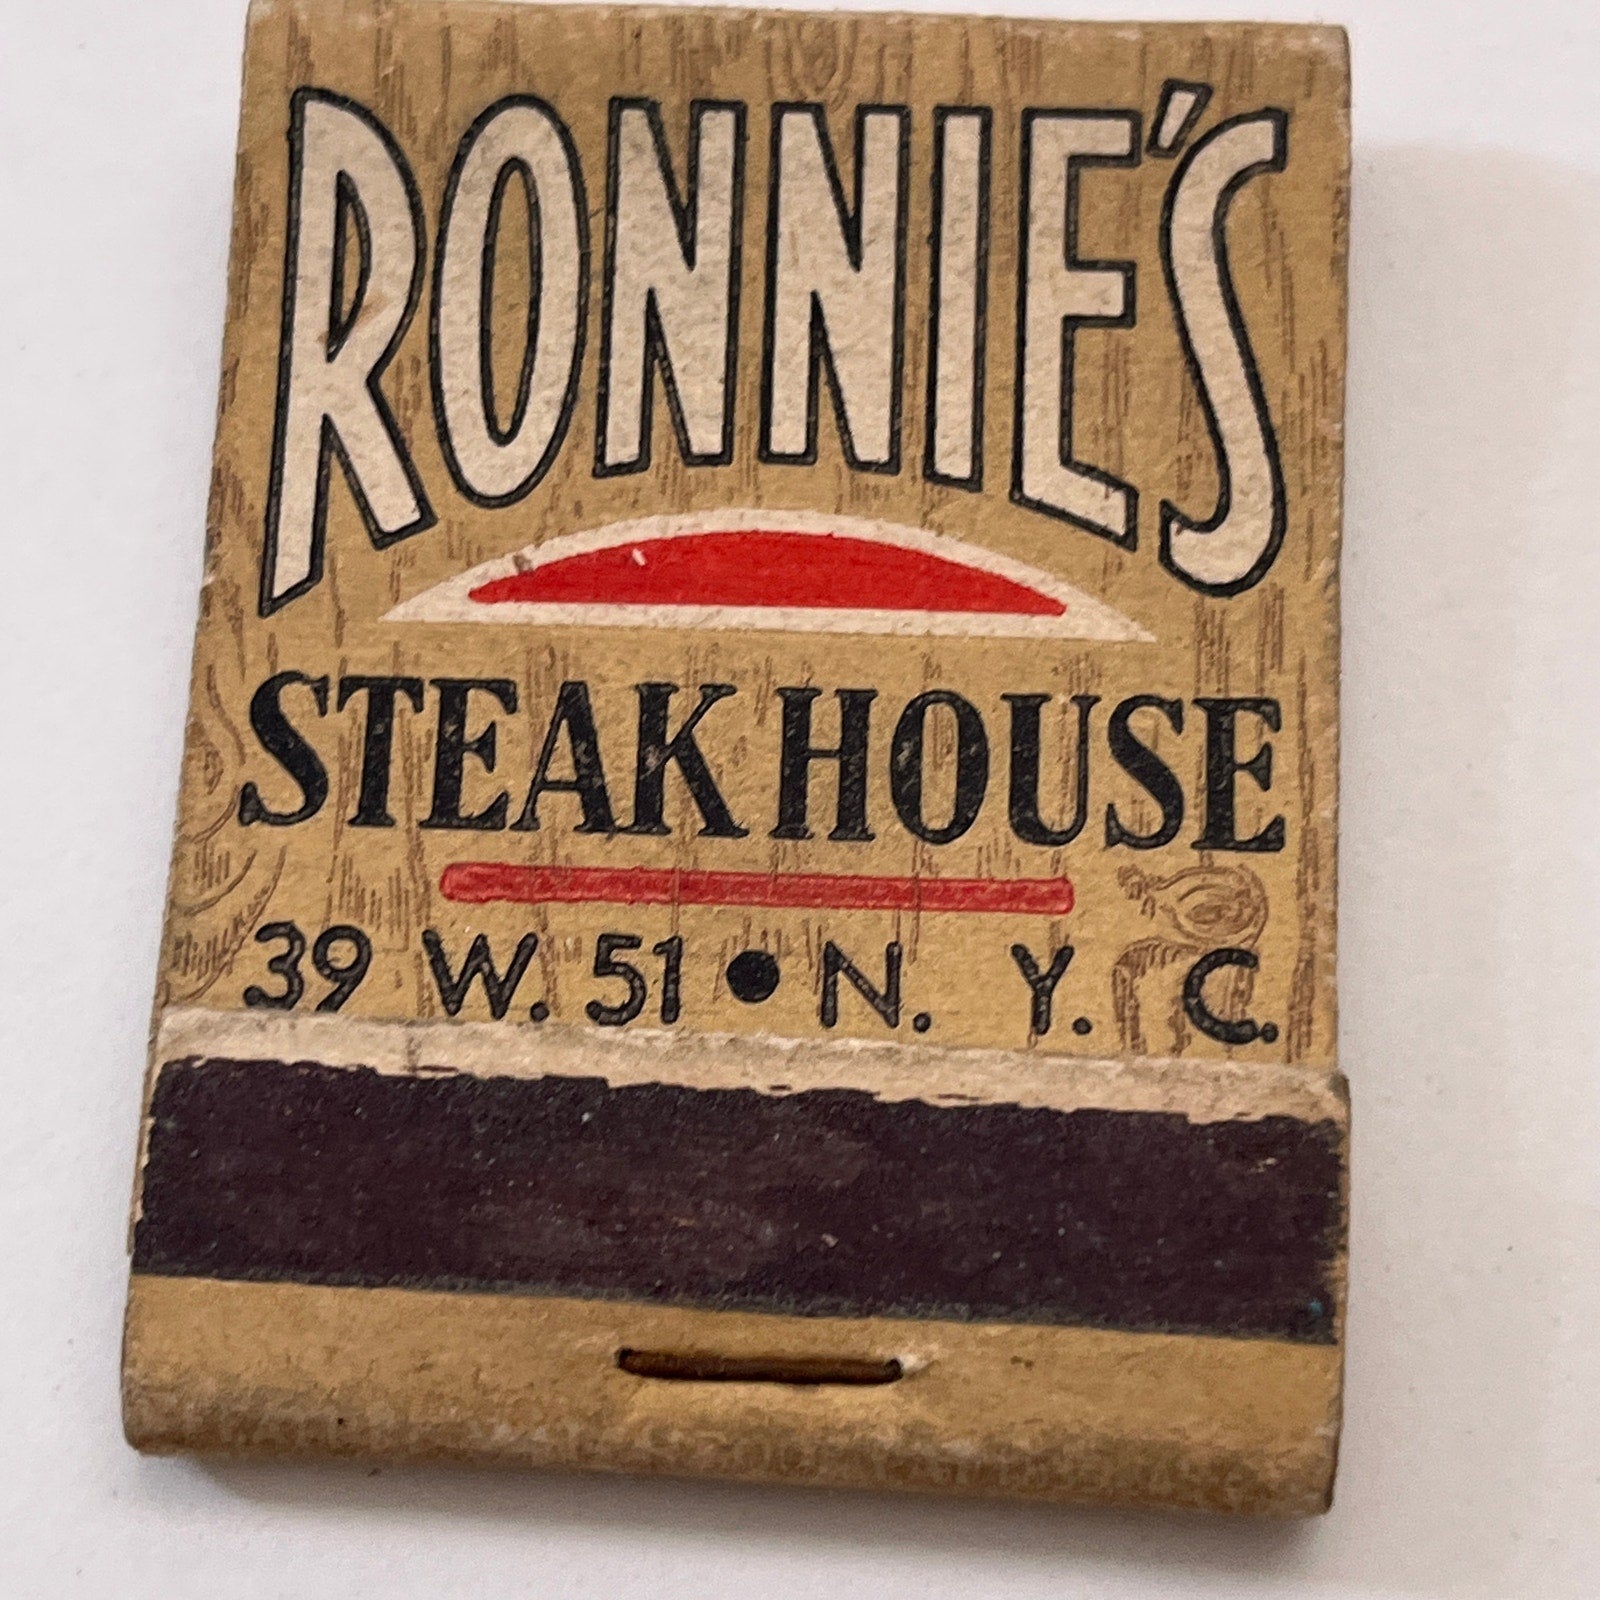 RONNIE'S
STEAK HOUSE
39 W. 51 • N. Y. C.